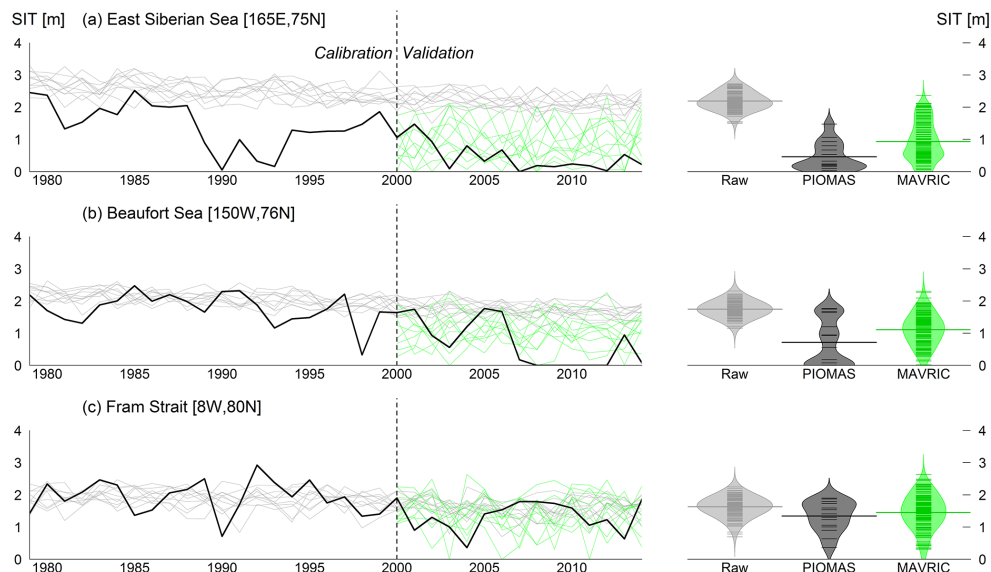 SIT [m] (a) East Siberian Sea [165E,75N] SIT [m]
Calibration Validation
4 4
3 3
2 2
1 1
0 0
1980 1985 1990 1995 2000 2005 2010 Raw PIOMAS MAVRIC
(b) Beaufort Sea [150W,76N]
4 4
3 3
2 2
1 1
0 0
1980 1985 1990 1995 2000 2005 2010 Raw PIOMAS MAVRIC
(c) Fram Strait [8W,80N]
4 4
3 3
2 2
1 1
0 0
1980 1985 1990 1995 2000 2005 2010 Raw PIOMAS MAVRIC